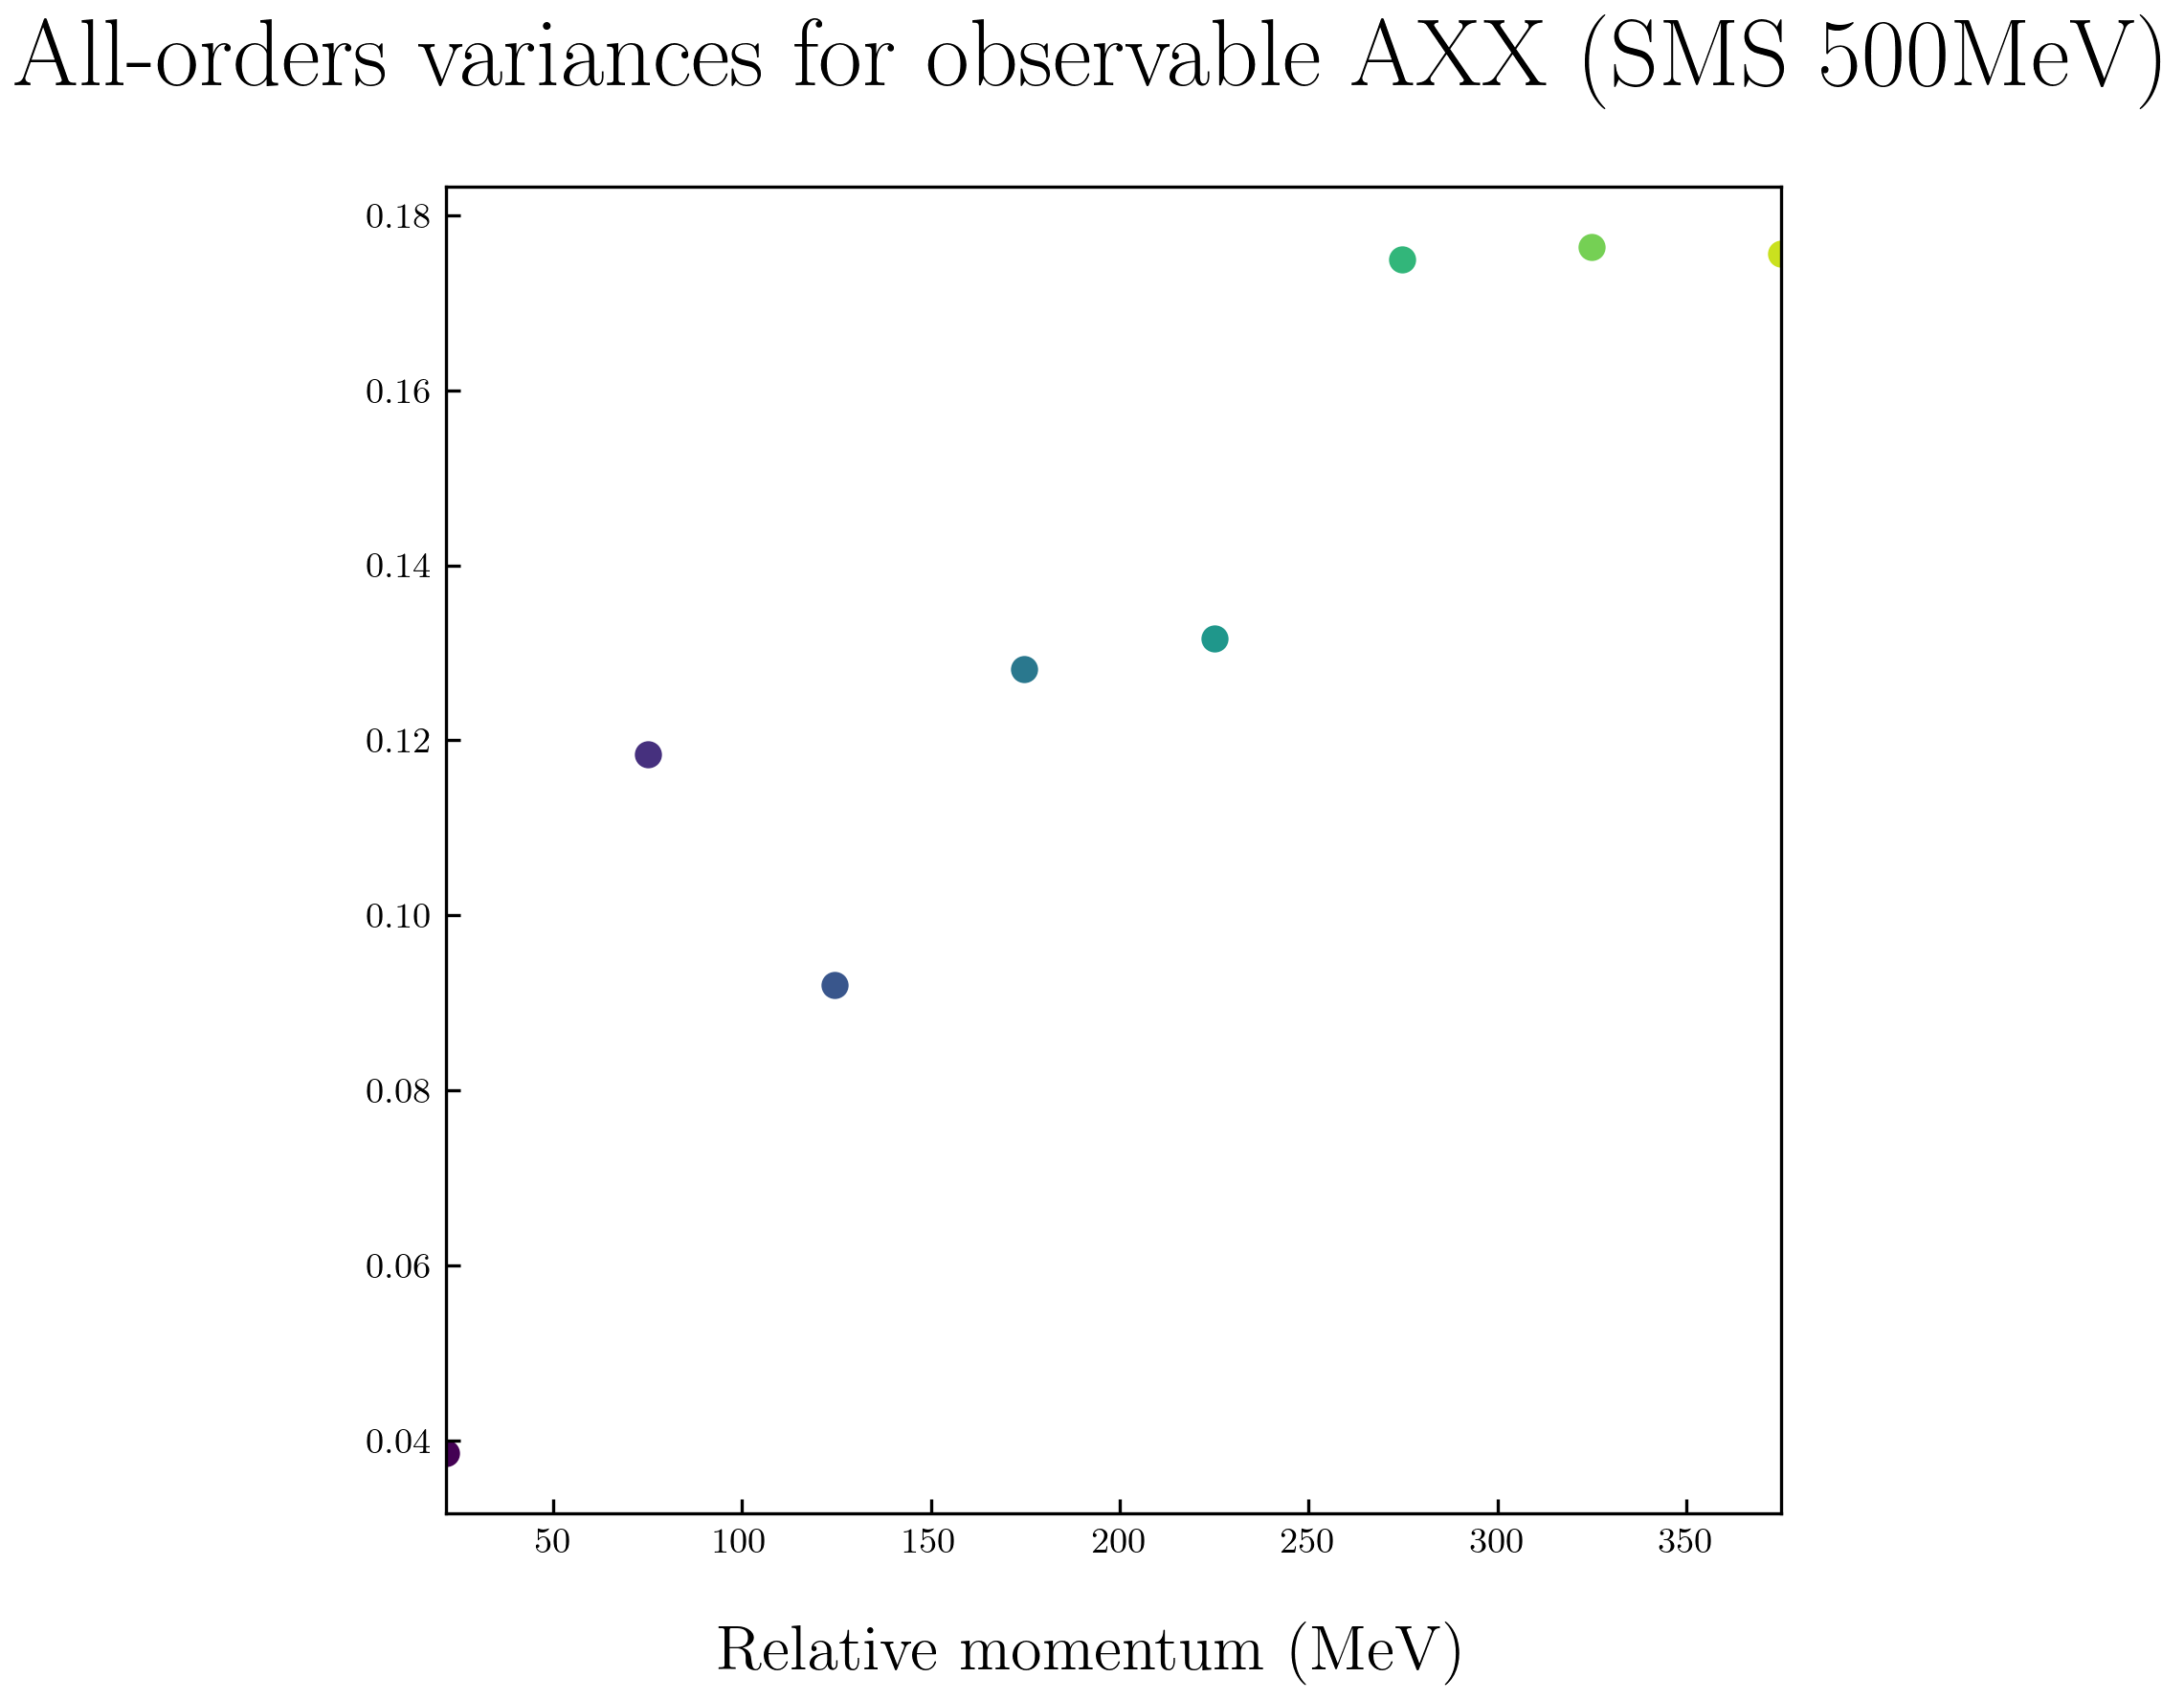 All-orders variances for observable AXX (SMS 500MeV)
0.18
0.16
0.14
0.12
0.10
0.08
0.06
0.04
50 100 150 200 250 300 350
Relative momentum (MeV)